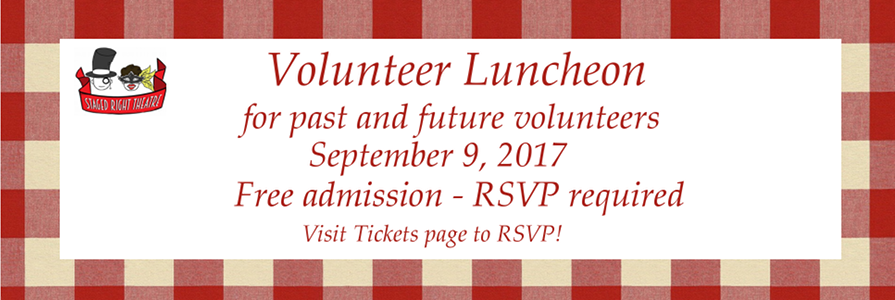 STAGED RIGHT THEATRE
Volunteer Luncheon
for past and future volunteers
September 9, 2017
Free admission - RSVP required
Visit Tickets page to RSVP!